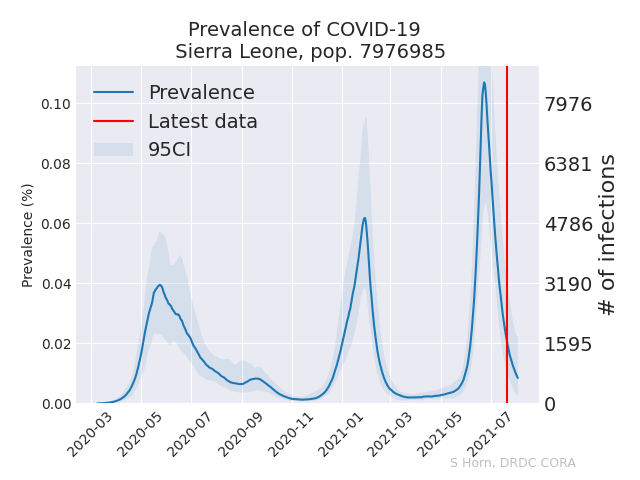 Prevalence of COVID-19
Sierra Leone, pop. 7976985
Prevalence
Latest data
95CI
0.10
0.08
0.06
0.04
0.02
0.00
Prevalence (%)
7976
6381
4786
3190
1595
0
# of infections
2020-03
2020-05
2020-07
2020-09
2020-11
2021-01
2021-03
2021-05
2021-07
S Horn, DRDC CORA